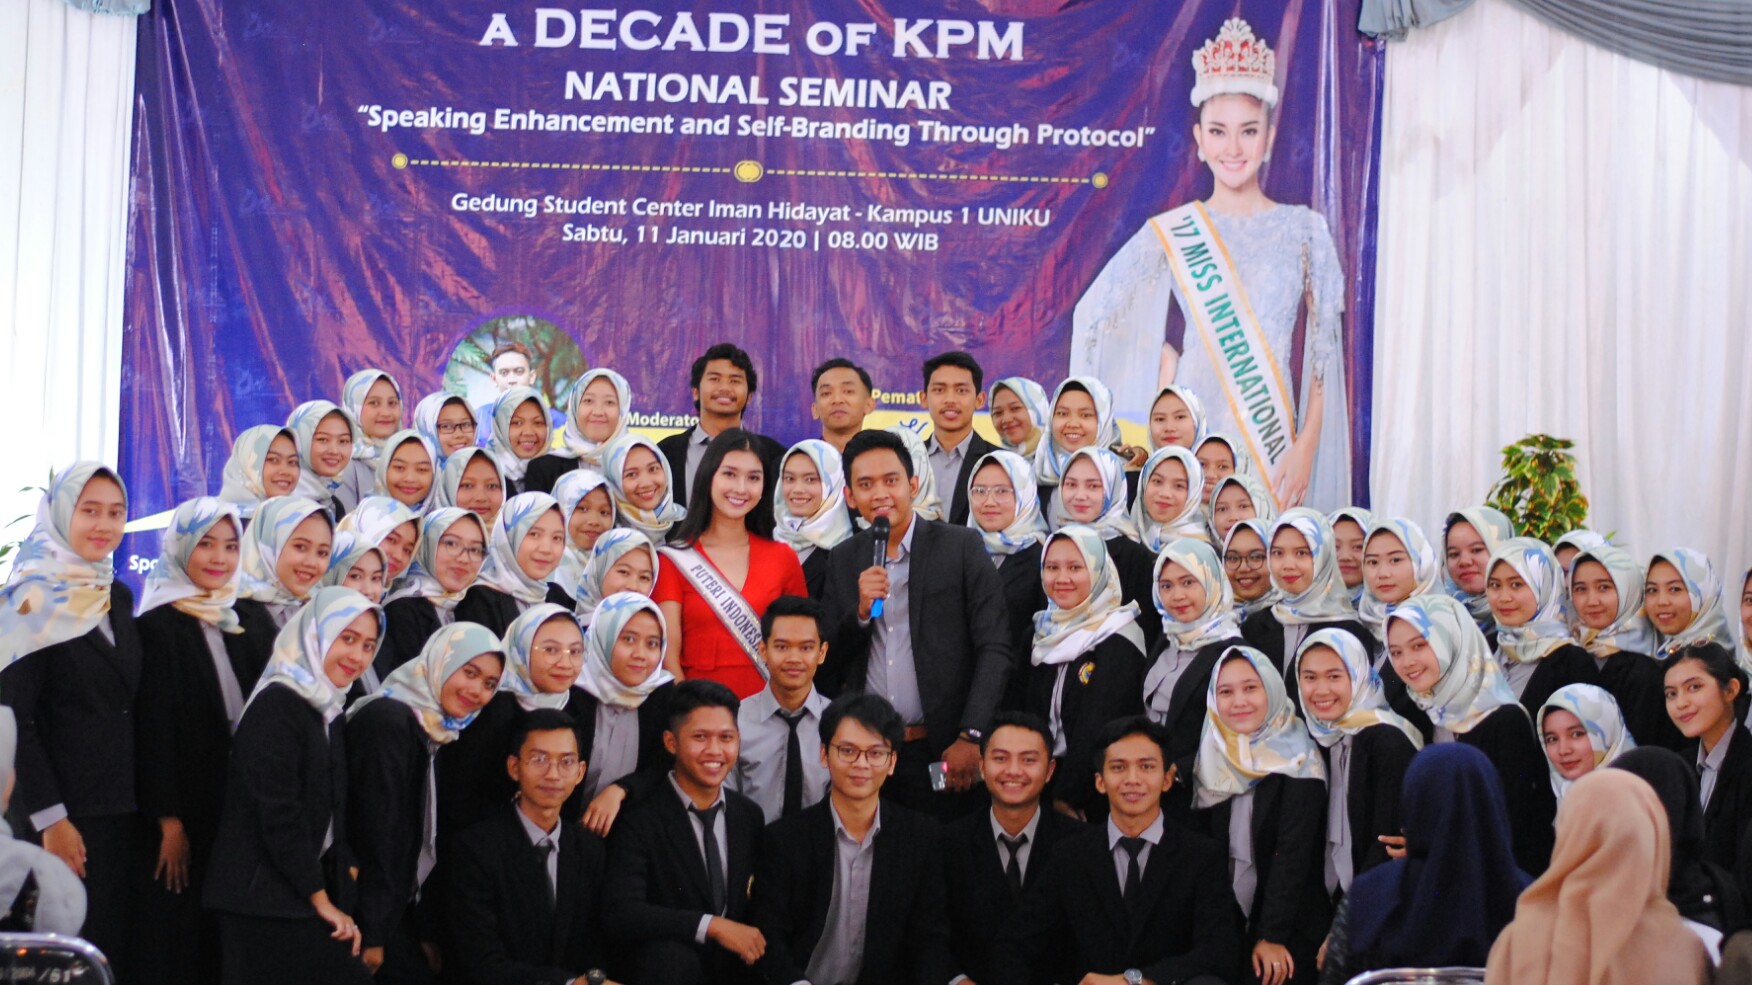 A DECADE OF KPM
NATIONAL SEMINAR
“Speaking Enhancement and Self-Branding Through Protocol”
Gedung Student Center Iman Hidayat - Kampus 1 UNIKU
Sabtu, 11 Januari 2020 | 08.00 WIB
'17 MISS INTERNATIONAL
PUTERI INDONESIA